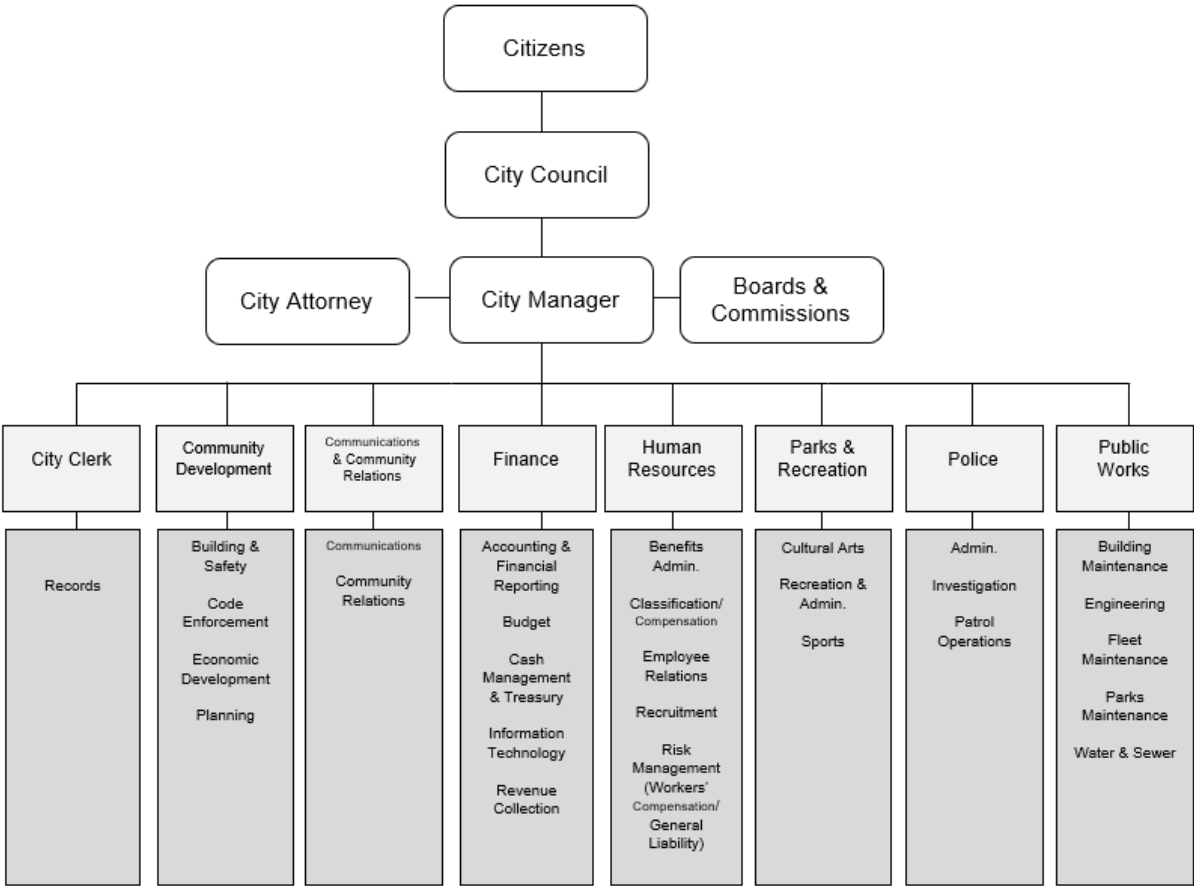 Citizens
City Council
City Attorney
City Manager
Boards &
Commissions
City Clerk
Community
Development
Communications
& Community
Relations
Finance
Human
Resources
Parks &
Recreation
Police
Public
Works
Records
Building &
Safety
Code
Enforcement
Economic
Development
Planning
Communications
Community
Relations
Accounting &
Financial
Reporting
Budget
Cash
Management
& Treasury
Information
Technology
Revenue
Collection
Benefits
Admin.
Classification/
Compensation
Employee
Relations
Recruitment
Risk
Management
(Workers'
Compensation/
General
Liability)
Cultural Arts
Recreation &
Admin.
Sports
Admin.
Investigation
Patrol
Operations
Building
Maintenance
Engineering
Fleet
Maintenance
Parks
Maintenance
Water & Sewer